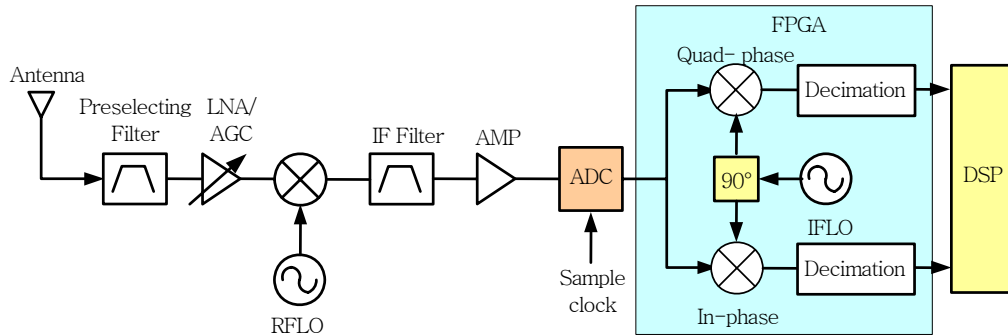 FPGA
Quad- phase
Antenna
Preselecting
Filter
LNA/
AGC
IF Filter
AMP
Decimation
ADC
90°
DSP
IFLO
Sample
clock
Decimation
RFLO
In-phase